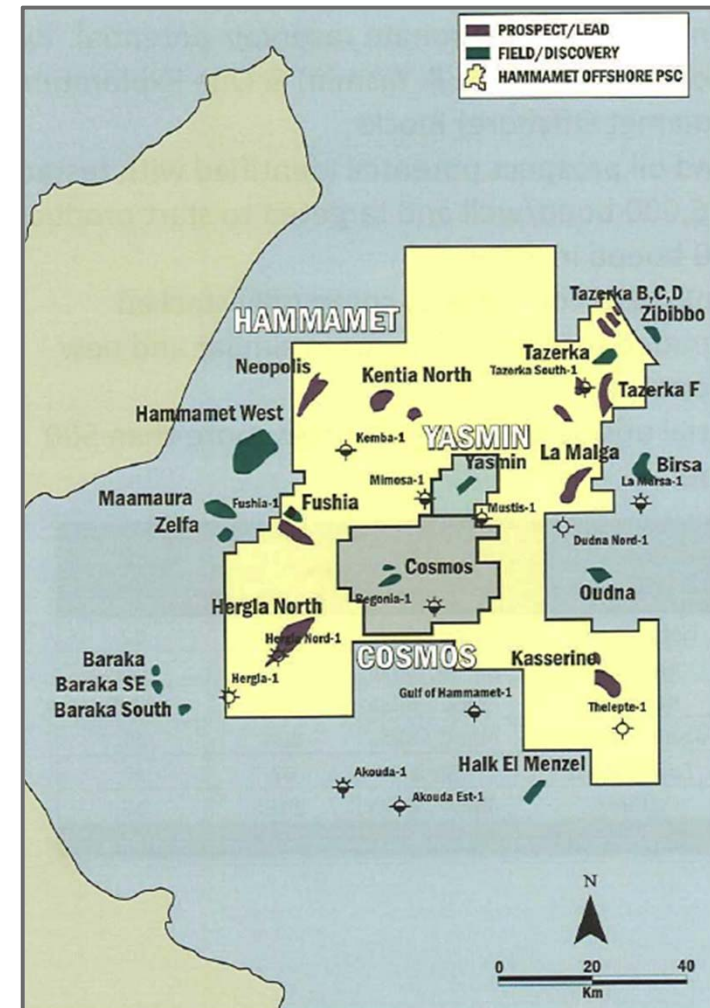 PROSPECT/LEAD
FIELD/DISCOVERY
HAMMAMET OFFSHORE PSC
Tazerka B,C,D
Zibibbo
HAMMAMET
Neopolis
Kentia North
Tazerka
Tazerka South-1
Tazerka F
Hammamet West
Kemba-1
YASMIN
Yasmin
La Malga
Birsa
La Marsa-1
Mimosa-1
Mustis-1
Maamaura
Fushia-1
Fushia
Zelfa
Dudna Nord-1
Cosmos
Begonia-1
Oudna
Hergla North
Hergla Nord-1
COSMOS
Kasserine
Baraka
Baraka SE
Baraka South
Hergla-1
Gulf of Hammamet-1
Thelepte-1
Halk El Menzel
Akouda-1
Akouda Est-1
N
0 20 40
Km